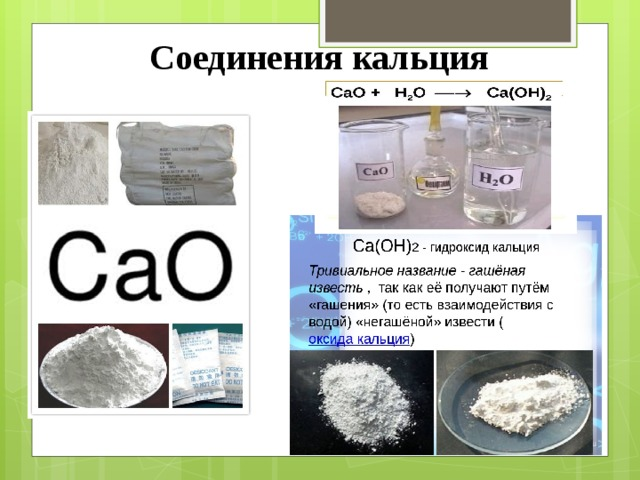 Соединения кальция
CaO + H₂O ⟶ Ca(OH)₂
CaO
H₂O
CaO
Ca(OH)2 - гидроксид кальция
Тривиальное название - гашёная
известь , так как её получают путём
«гашения» (то есть взаимодействия с
водой) «негашёной» извести (
оксида кальция)